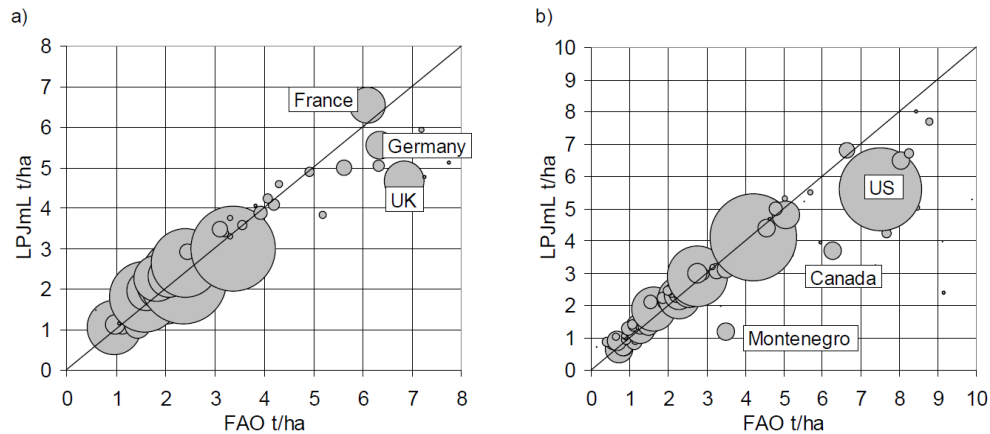 a)
8
7
6
5
4
3
2
1
0
LPJmL t/ha
France
Germany
UK
0 1 2 3 4 5 6 7 8
FAO t/ha
b)
10
9
8
7
6
5
4
3
2
1
0
LPJmL t/ha
US
Canada
Montenegro
0 1 2 3 4 5 6 7 8 9 10
FAO t/ha